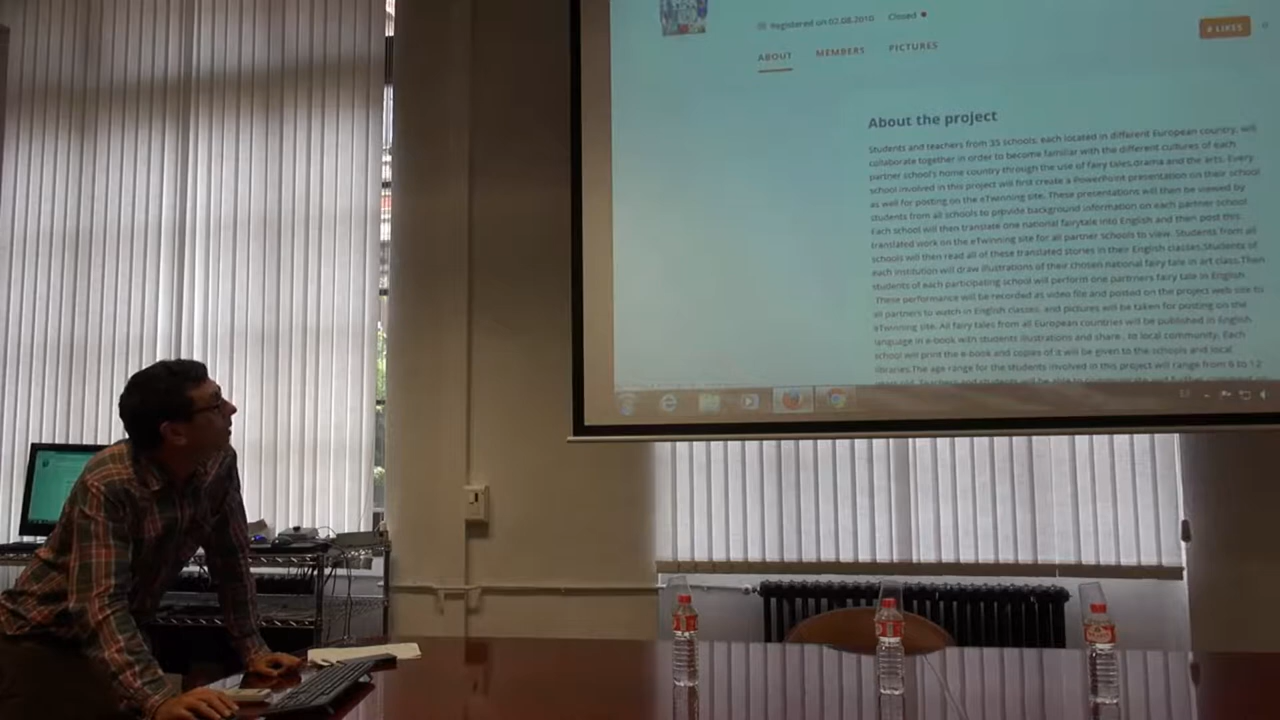 Registered on 02.08.2010 Closed
ABOUT MEMBERS PICTURES
LIKES
About the project
Students and teachers from 35 schools, each located in different European country, will
collaborate together in order to become familiar with the different cultures of each
partner school's home country through the use of fairy tales,drama and the arts. Every
school involved in this project will first create a PowerPoint presentation on their school
as well for posting on the eTwinning site. These presentations will then be viewed by
students from all schools to provide background information on each partner school.
Each school will then translate one national fairytale into English and then post this
translated work on the eTwinning site for all partner schools to view. Students from all
schools will then read all of these translated stories in their English classes.Students of
each institution will draw illustrations of their chosen national fairy tale in art class.Then
students of each participating school will perform one partrners fairy tale in English.
These performance will be recorded as video file and posted on the project web site to
all partners to watch in English classes, and pictures will be taken for posting on the
eTwinning site. All fairy tales from all European countries will be published in English
language in e-book with students illustrations and share , to local community. Each
school will print the e-book and copies of it will be given to the schools and local
libraries.The age range for the students involved in this project will range from 6 to 12